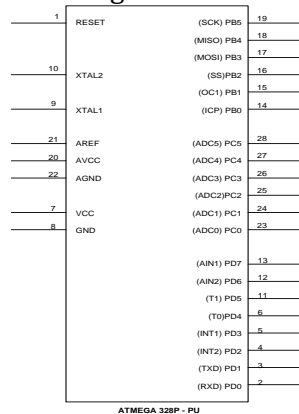 1 RESET (SCK) PB5 19
(MISO) PB4 18
(MOSI) PB3 17
10 XTAL2 (SS)PB2 16
(OC1) PB1 15
9 XTAL1 (ICP) PB0 14
21 AREF (ADC5) PC5 28
20 AVCC (ADC4) PC4 27
22 AGND (ADC3) PC3 26
(ADC2)PC2 25
7 VCC (ADC1) PC1 24
8 GND (ADC0) PC0 23
(AIN1) PD7 13
(AIN2) PD6 12
(T1) PD5 11
(T0)PD4 6
(INT1) PD3 5
(INT2) PD2 4
(TXD) PD1 3
(RXD) PD0 2
ATMEGA 328P - PU